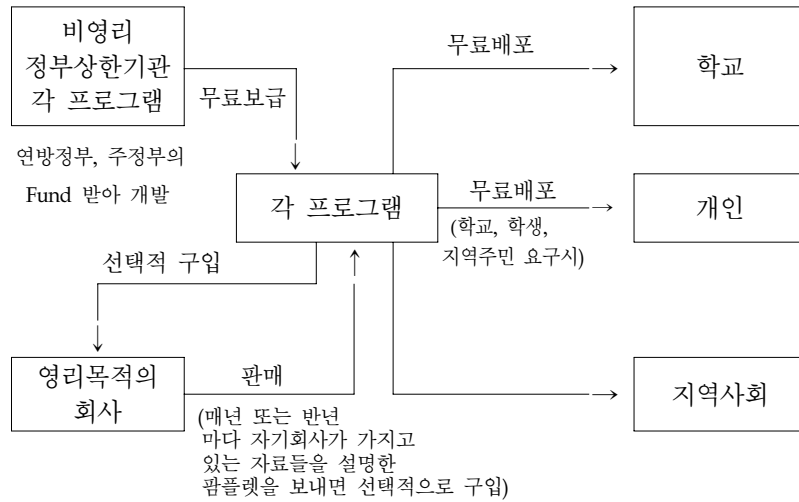 비영리
정부상한기관
각 프로그램
무료보급
무료배포
학교
연방정부, 주정부의
Fund 받아 개발
각 프로그램
무료배포
(학교, 학생,
지역주민 요구시)
개인
선택적 구입
영리목적의
회사
판매
(매년 또는 반년
마다 자기회사가 가지고
있는 자료들을 설명한
팜플렛을 보내면 선택적으로 구입)
지역사회